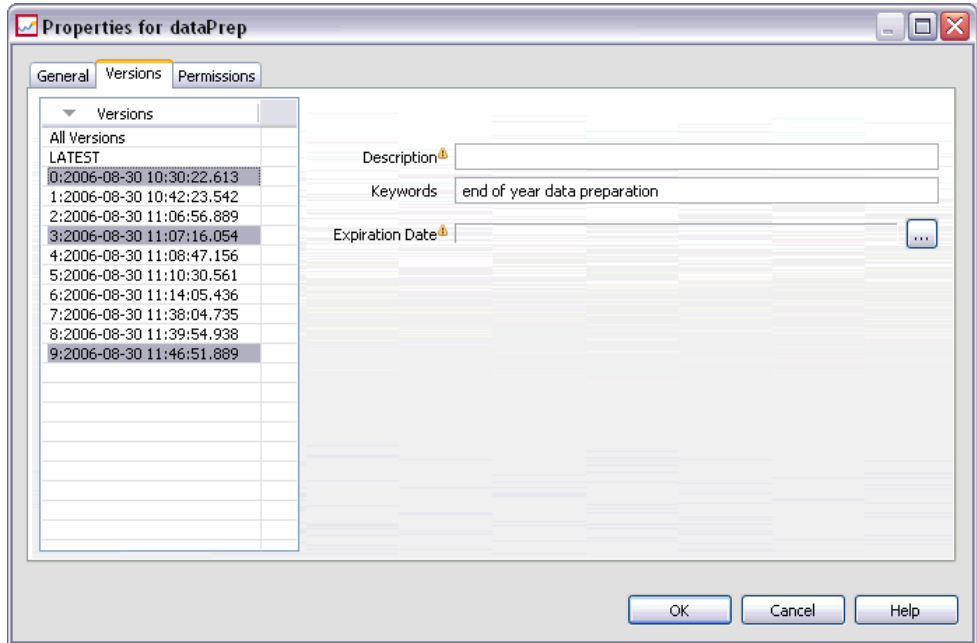 Properties for dataPrep
General Versions Permissions
Versions
All Versions
LATEST
0:2006-08-30 10:30:22.613
1:2006-08-30 10:42:23.542
2:2006-08-30 11:06:56.889
3:2006-08-30 11:07:16.054
4:2006-08-30 11:08:47.156
5:2006-08-30 11:10:30.561
6:2006-08-30 11:14:05.436
7:2006-08-30 11:38:04.735
8:2006-08-30 11:39:54.938
9:2006-08-30 11:46:51.889
Description
Keywords end of year data preparation
Expiration Date ...
OK Cancel Help